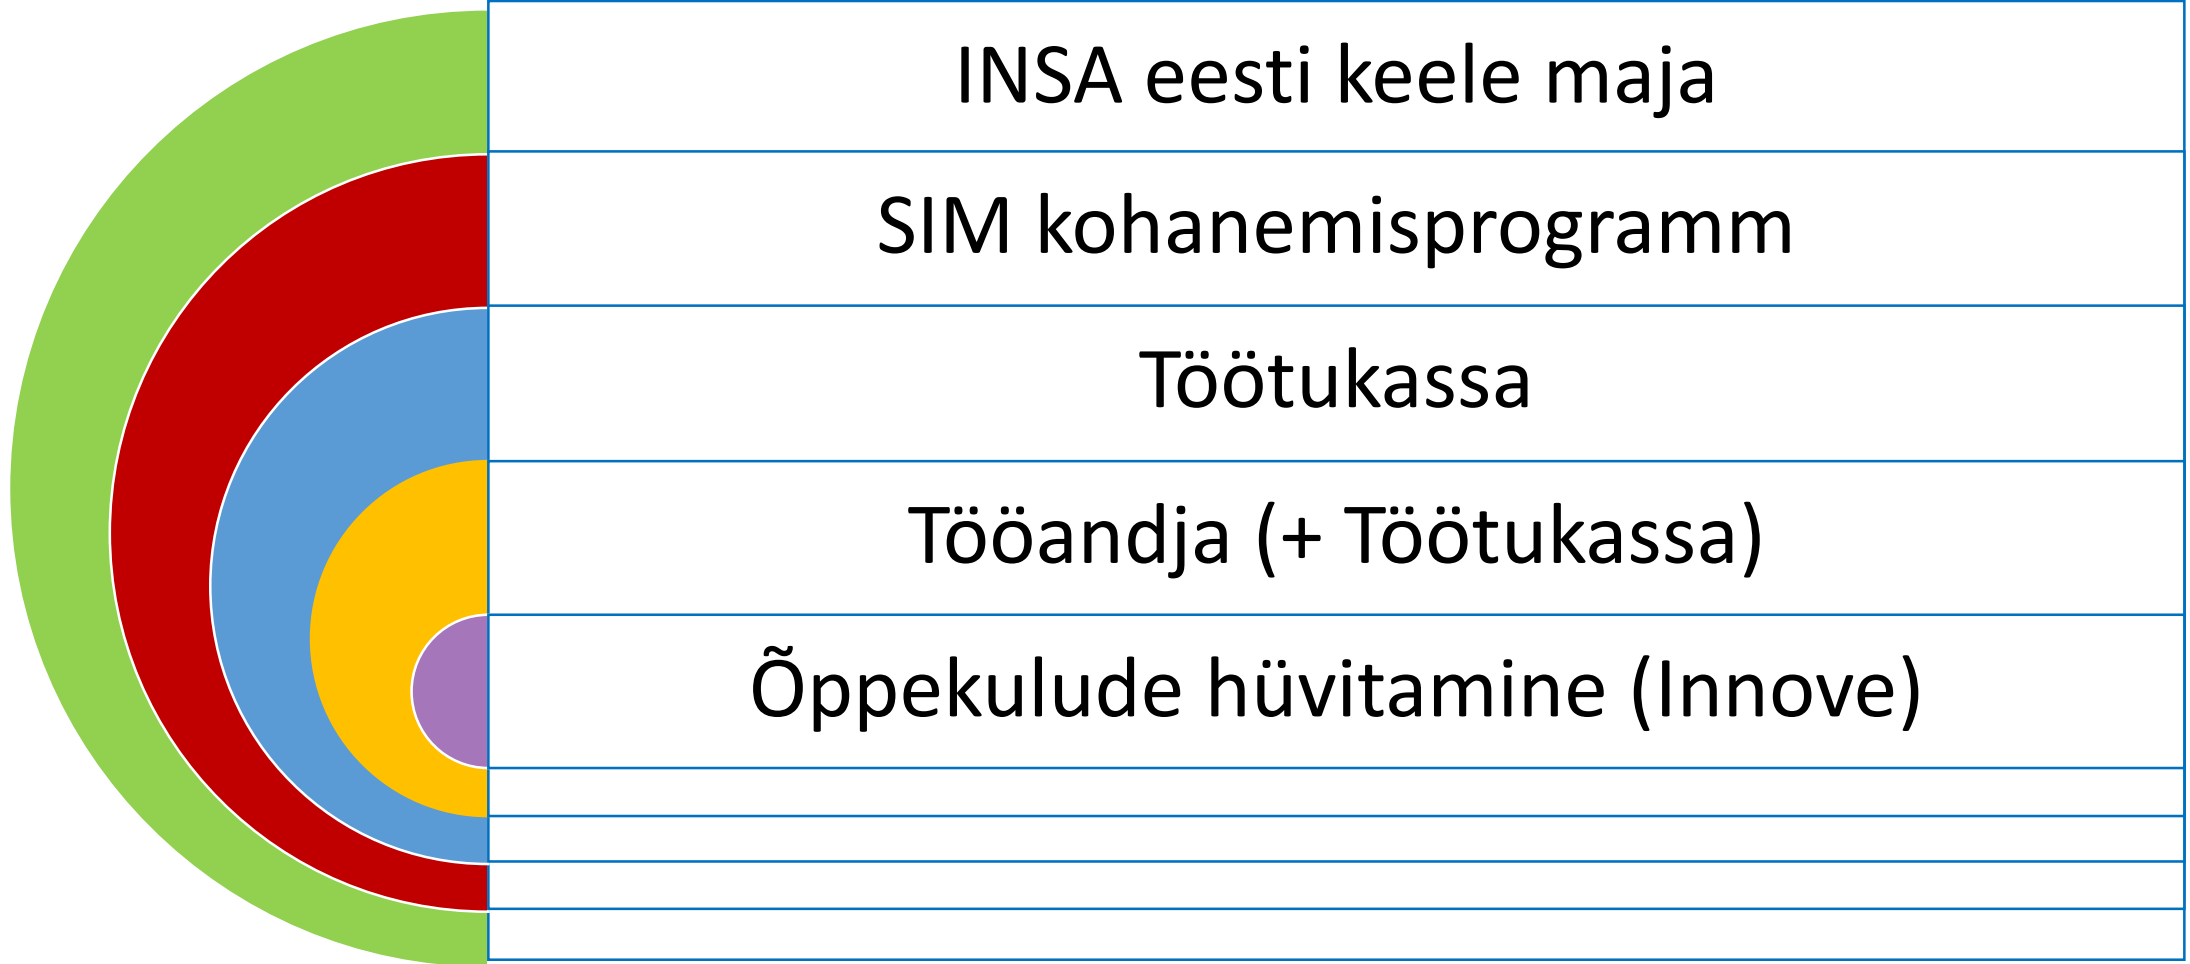 INSA eesti keele maja
SIM kohanemisprogramm
Töötukassa
Tööandja (+ Töötukassa)
Õppekulude hüvitamine (Innove)